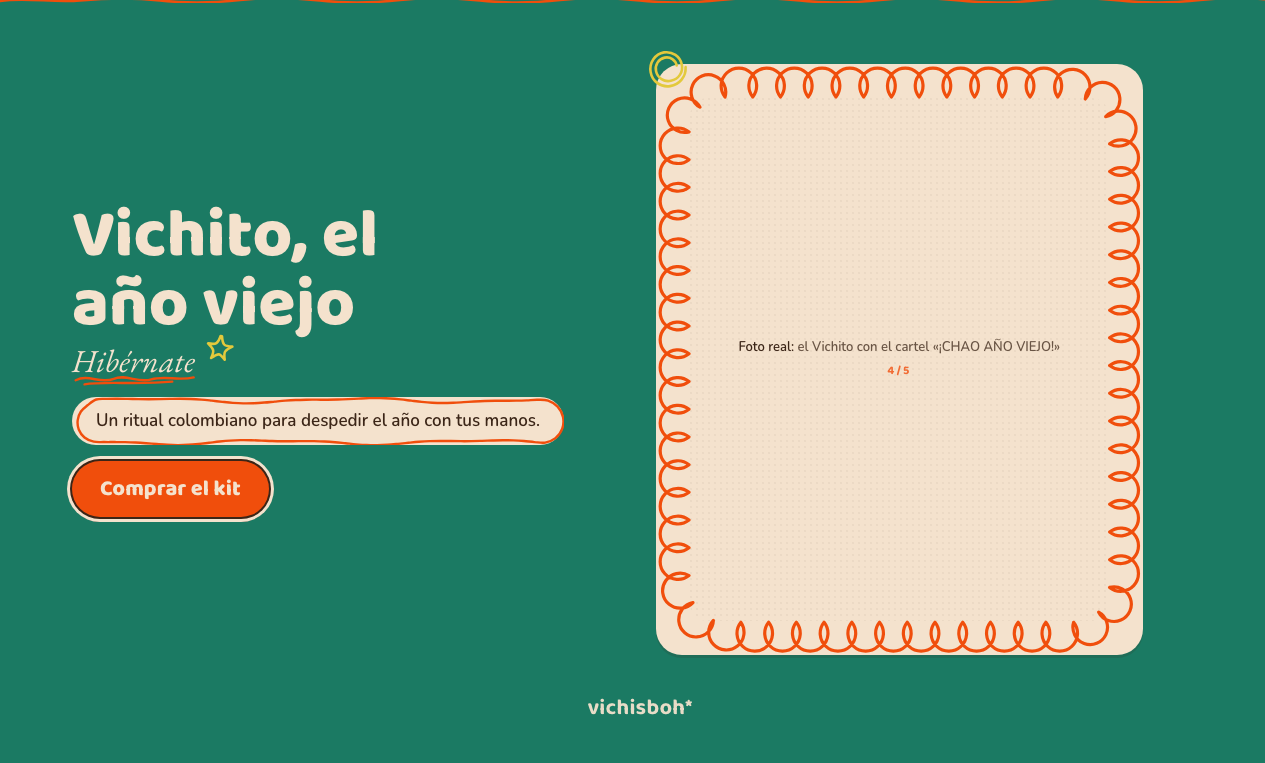 Vichito, el
año viejo
Hibérnate
Un ritual colombiano para despedir el año con tus manos.
Comprar el kit
Foto real: el Vichito con el cartel «¡CHAO AÑO VIEJO!»
4 / 5
vichisboh*